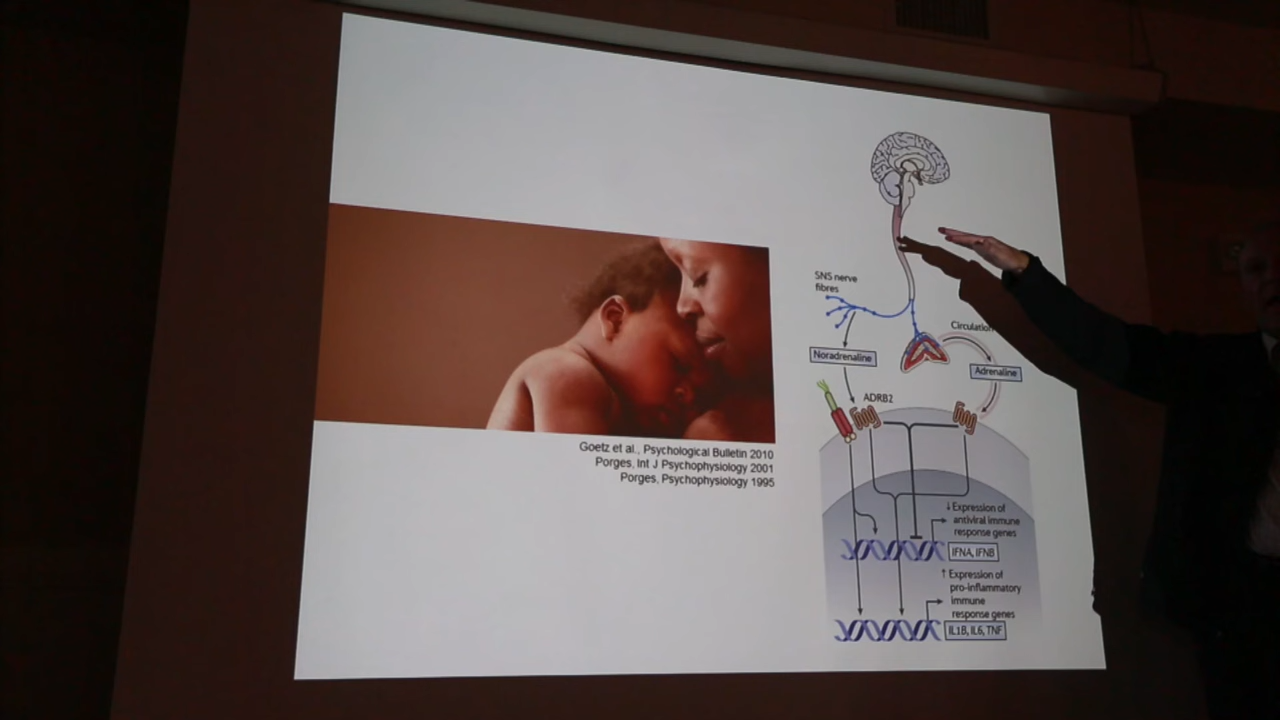 Goetz et al., Psychological Bulletin 2010
Porges, Int J Psychophysiology 2001
Porges, Psychophysiology 1995
SNS nerve
fibres
Circulation
Noradrenaline
Adrenaline
ADRB2
↓ Expression of
antiviral immune
response genes
IFNA, IFNB
↑ Expression of
pro-inflammatory
immune
response genes
IL1B, IL6, TNF